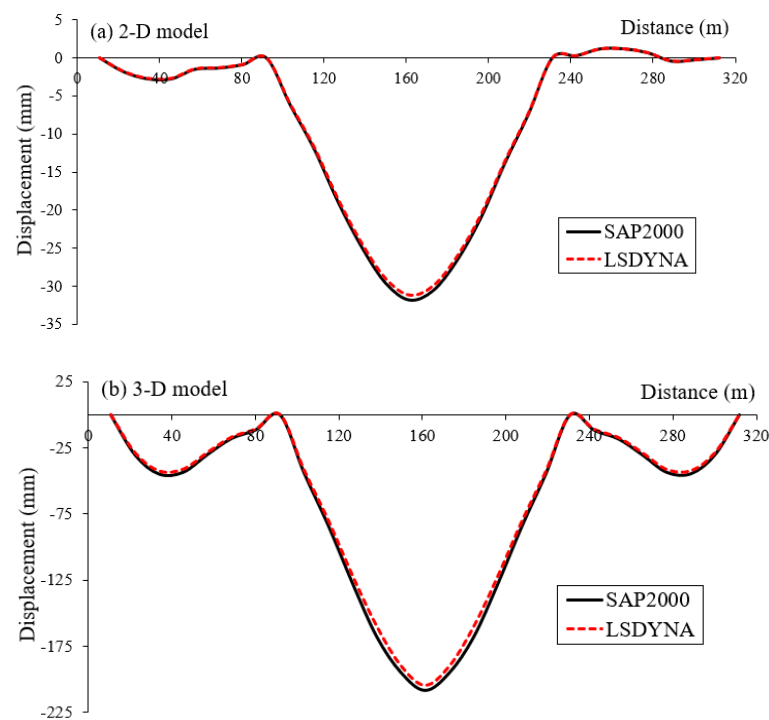 (a) 2-D model
Distance (m)
5
0
-5
-10
-15
-20
-25
-30
-35
0 40 80 120 160 200 240 280 320
Displacement (mm)
SAP2000
LSDYNA
(b) 3-D model
Distance (m)
25
-25
-75
-125
-175
-225
0 40 80 120 160 200 240 280 320
Displacement (mm)
SAP2000
LSDYNA